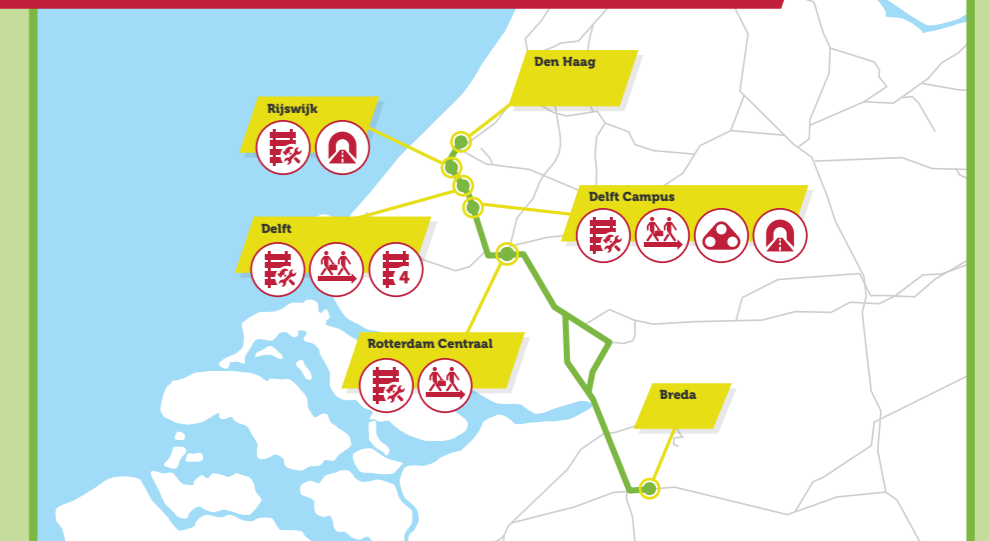 Den Haag
Rijswijk
Delft Campus
Delft
4
Rotterdam Centraal
Breda